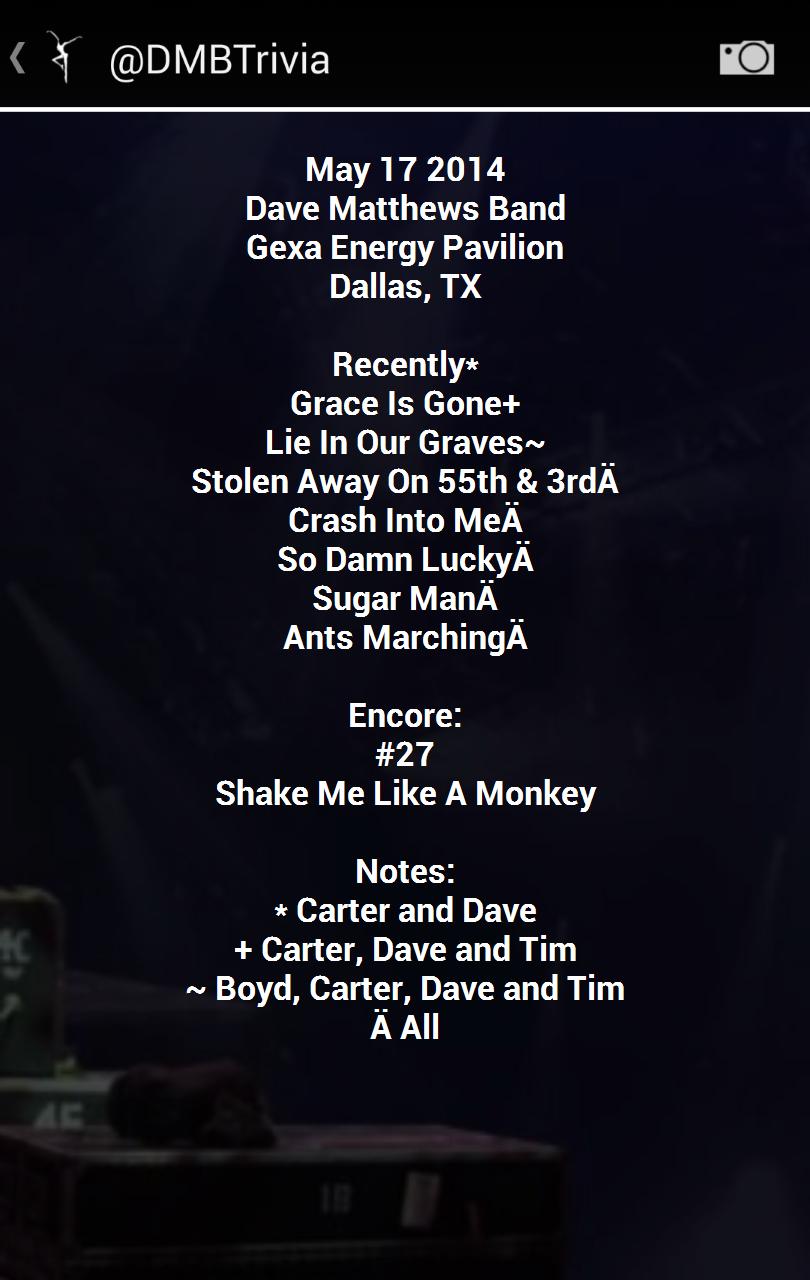 @DMBTrivia
May 17 2014
Dave Matthews Band
Gexa Energy Pavilion
Dallas, TX
Recently*
Grace Is Gone+
Lie In Our Graves~
Stolen Away On 55th & 3rdÄ
Crash Into MeÄ
So Damn LuckyÄ
Sugar ManÄ
Ants MarchingÄ
Encore:
#27
Shake Me Like A Monkey
Notes:
* Carter and Dave
+ Carter, Dave and Tim
~ Boyd, Carter, Dave and Tim
Ä All